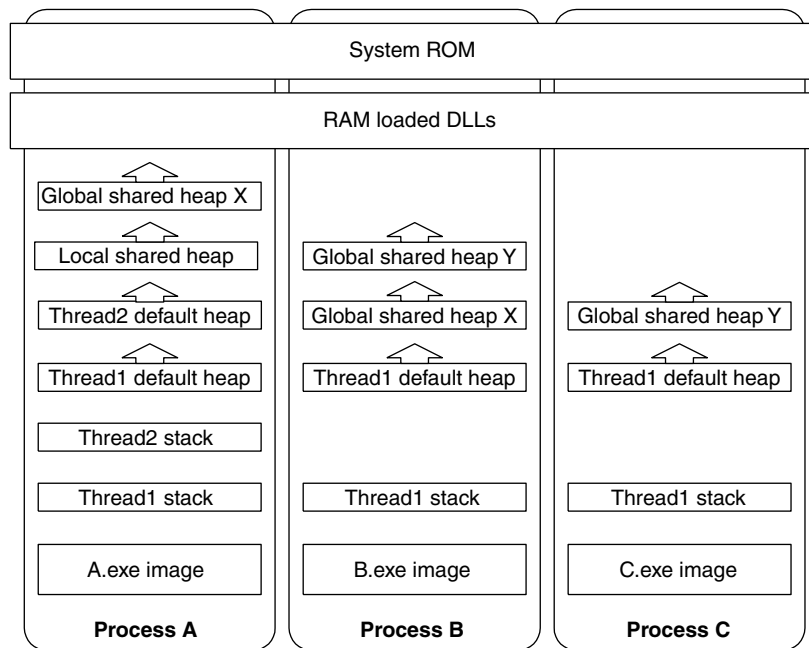 System ROM
RAM loaded DLLs
Global shared heap X
Local shared heap
Global shared heap Y
Thread2 default heap
Global shared heap X
Global shared heap Y
Thread1 default heap
Thread1 default heap
Thread1 default heap
Thread2 stack
Thread1 stack
Thread1 stack
Thread1 stack
A.exe image
B.exe image
C.exe image
Process A
Process B
Process C